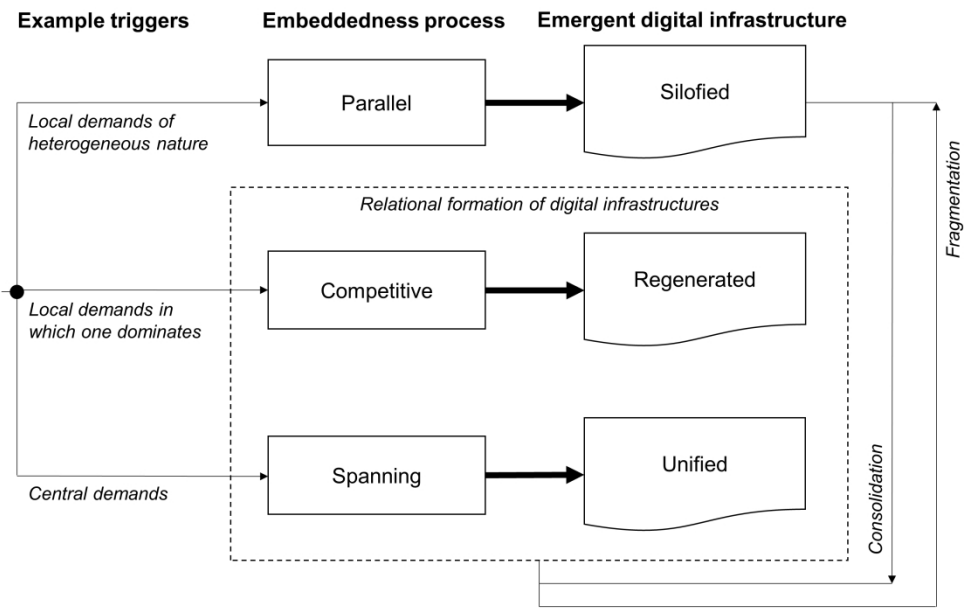 Example triggers
Embeddedness process
Emergent digital infrastructure
Parallel
Silofied
Local demands of
heterogeneous nature
Relational formation of digital infrastructures
Competitive
Regenerated
Local demands in
which one dominates
Spanning
Unified
Central demands
Consolidation
Fragmentation